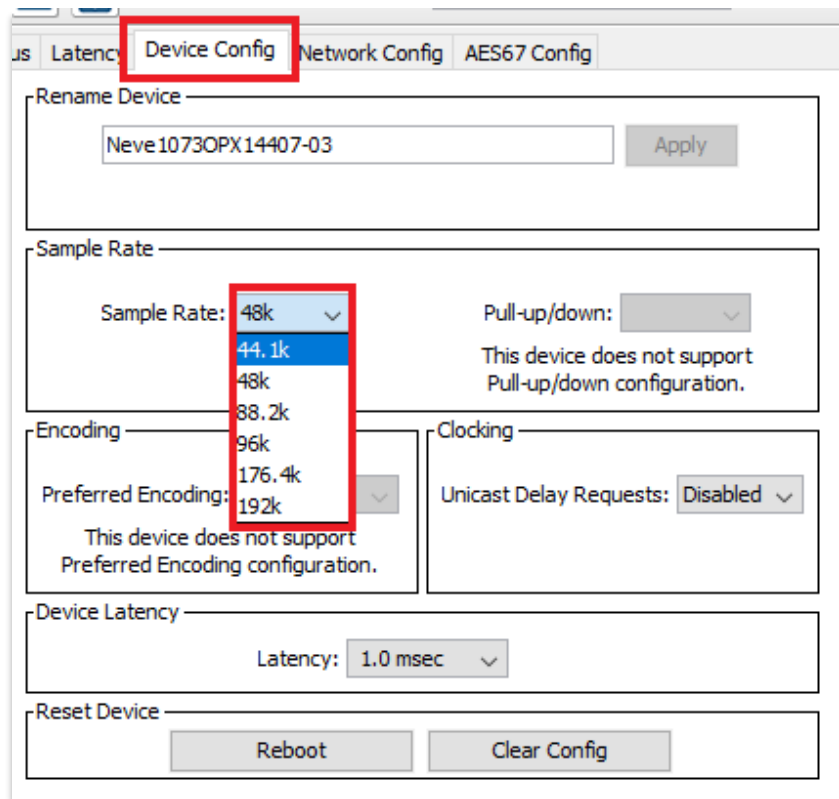 us Latency Device Config Network Config AES67 Config
Rename Device
Neve1073OPX14407-03 Apply
Sample Rate
Sample Rate: 48k Pull-up/down:
44.1k This device does not support
48k Pull-up/down configuration.
88.2k
Encoding Clocking
96k
176.4k
Preferred Encoding: Unicast Delay Requests: Disabled
192k
This device does not support
Preferred Encoding configuration.
Device Latency
Latency: 1.0 msec
Reset Device
Reboot Clear Config